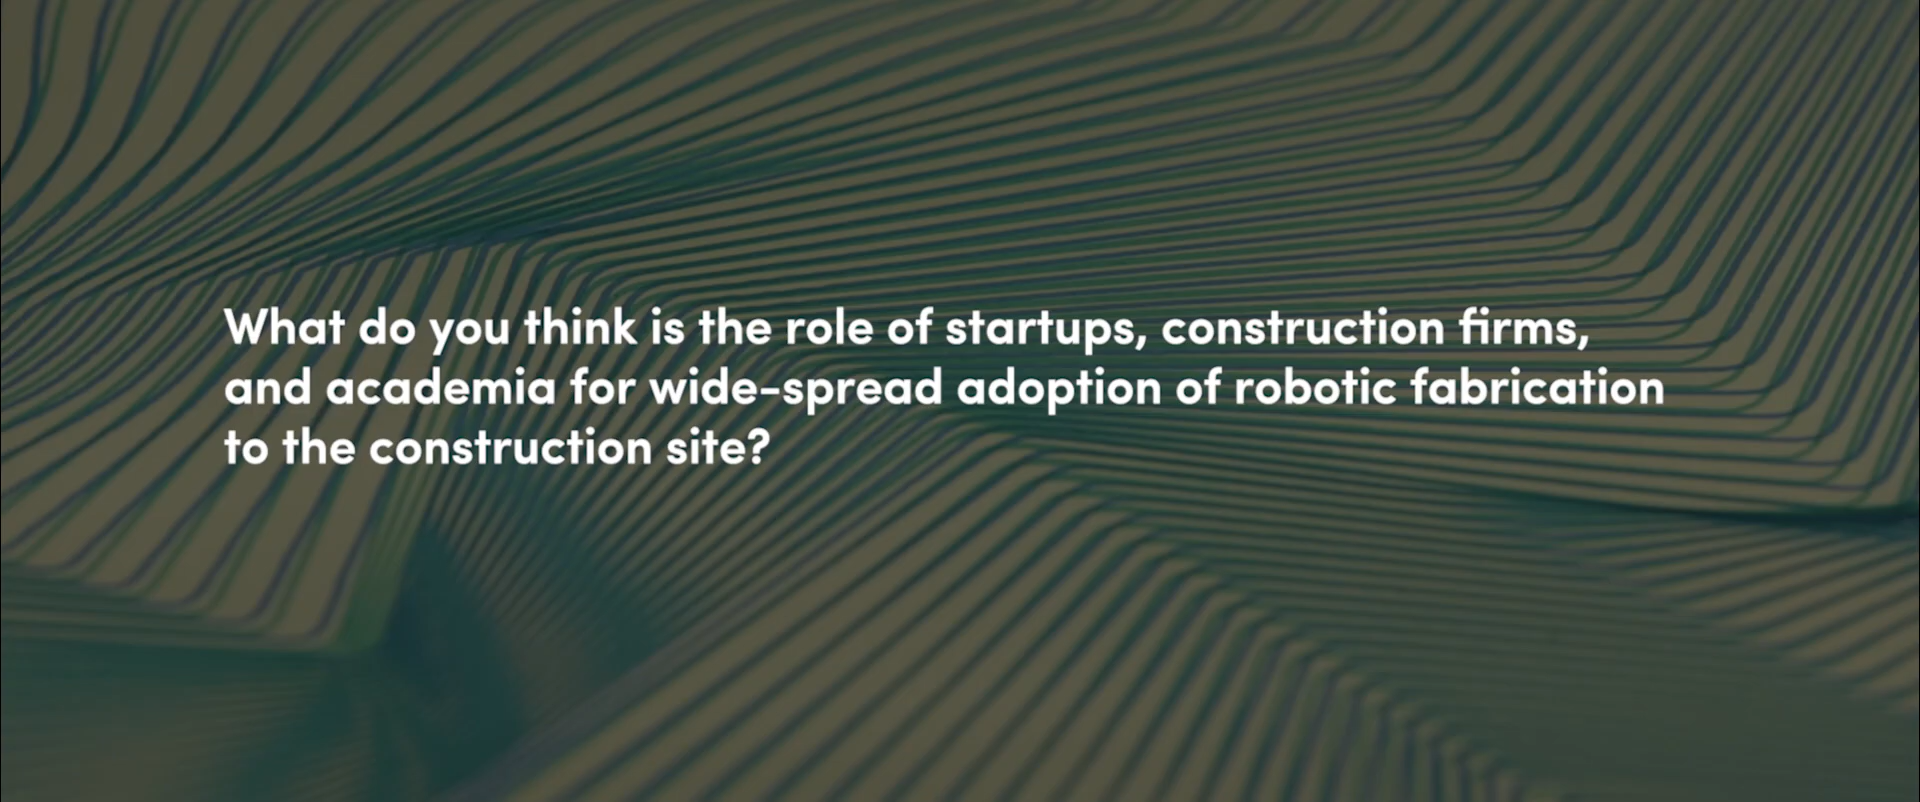 What do you think is the role of startups, construction firms,
and academia for wide-spread adoption of robotic fabrication
to the construction site?